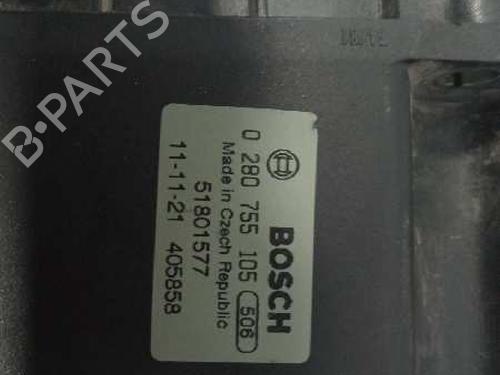 BOSCH
0 280 755 105 506
Made in Czech Republic
51801577
11-11-21 405858
B-PARTS